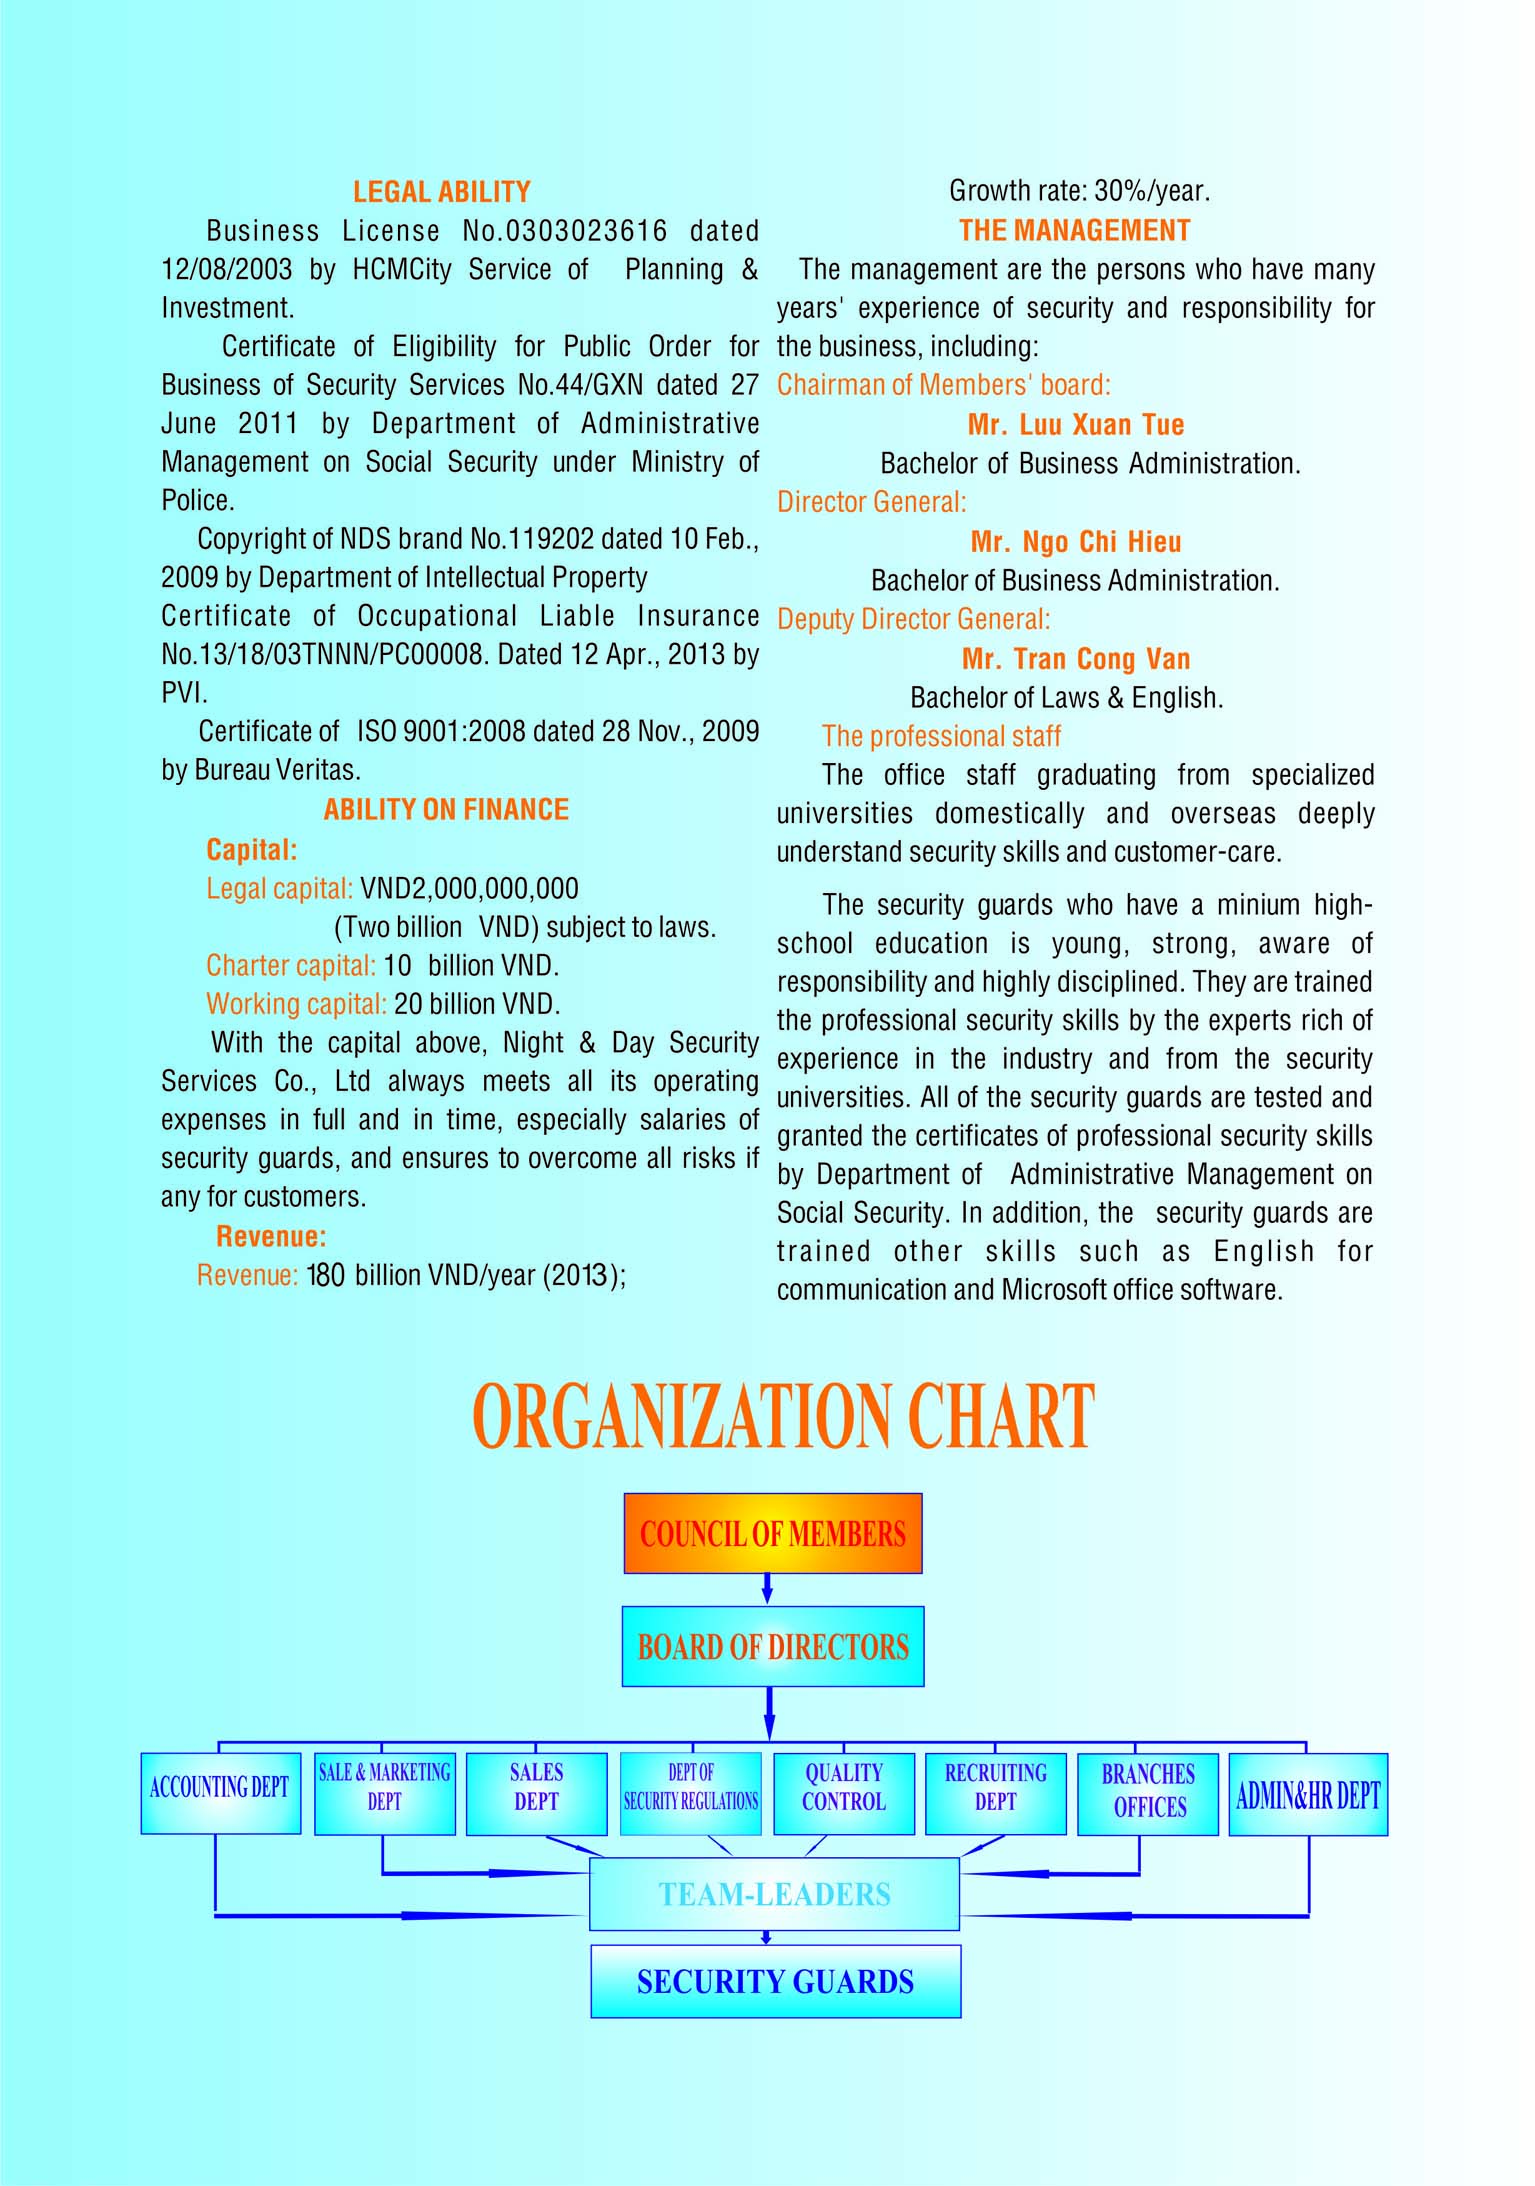 LEGAL ABILITY
Business License No.0303023616 dated
12/08/2003 by HCMCity Service of Planning &
Investment.
Certificate of Eligibility for Public Order for
Business of Security Services No.44/GXN dated 27
June 2011 by Department of Administrative
Management on Social Security under Ministry of
Police.
Copyright of NDS brand No.119202 dated 10 Feb.,
2009 by Department of Intellectual Property
Certificate of Occupational Liable Insurance
No.13/18/03TNNN/PC00008. Dated 12 Apr., 2013 by
PVI.
Certificate of ISO 9001:2008 dated 28 Nov., 2009
by Bureau Veritas.
ABILITY ON FINANCE
Capital:
Legal capital: VND2,000,000,000
(Two billion VND) subject to laws.
Charter capital: 10 billion VND.
Working capital: 20 billion VND.
With the capital above, Night & Day Security
Services Co., Ltd always meets all its operating
expenses in full and in time, especially salaries of
security guards, and ensures to overcome all risks if
any for customers.
Revenue:
Revenue: 180 billion VND/year (2013);
Growth rate: 30%/year.
THE MANAGEMENT
The management are the persons who have many
years' experience of security and responsibility for
the business, including:
Chairman of Members' board:
Mr. Luu Xuan Tue
Bachelor of Business Administration.
Director General:
Mr. Ngo Chi Hieu
Bachelor of Business Administration.
Deputy Director General:
Mr. Tran Cong Van
Bachelor of Laws & English.
The professional staff
The office staff graduating from specialized
universities domestically and overseas deeply
understand security skills and customer-care.
The security guards who have a minium high-
school education is young, strong, aware of
responsibility and highly disciplined. They are trained
the professional security skills by the experts rich of
experience in the industry and from the security
universities. All of the security guards are tested and
granted the certificates of professional security skills
by Department of Administrative Management on
Social Security. In addition, the security guards are
trained other skills such as English for
communication and Microsoft office software.
ORGANIZATION CHART
COUNCIL OF MEMBERS
BOARD OF DIRECTORS
ACCOUNTING DEPT
SALE & MARKETING
DEPT
SALES
DEPT
DEPT OF
SECURITY REGULATIONS
QUALITY
CONTROL
RECRUITING
DEPT
BRANCHES
OFFICES
ADMIN&HR DEPT
TEAM-LEADERS
SECURITY GUARDS